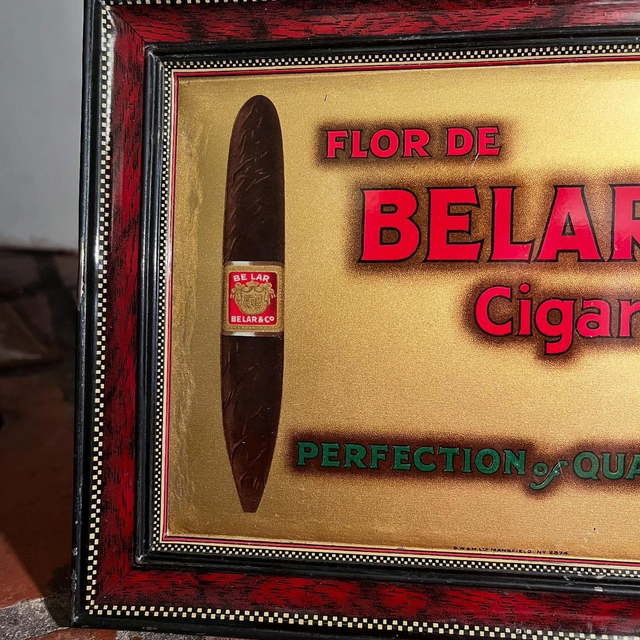 FLOR DE
BELAR
Cigar
BE LAR
BELAR & Co
PERFECTION of QUA